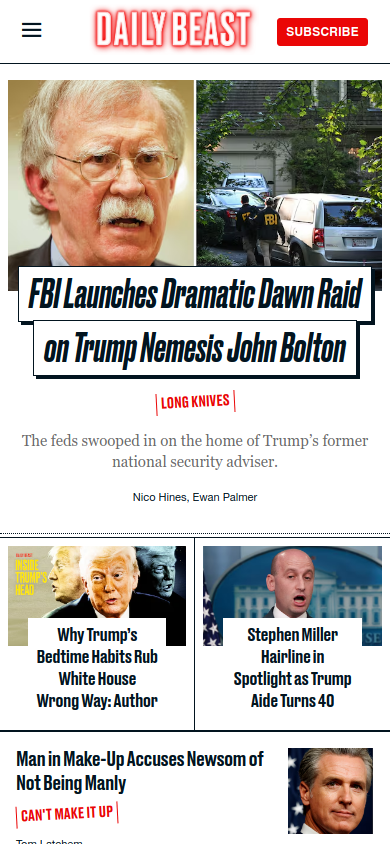 DAILY BEAST
SUBSCRIBE
FBI
FBI Launches Dramatic Dawn Raid
on Trump Nemesis John Bolton
LONG KNIVES
The feds swooped in on the home of Trump's former
national security adviser.
Nico Hines, Ewan Palmer
INSIDE
TRUMP'S
HEAD
Why Trump's
Bedtime Habits Rub
White House
Wrong Way: Author
SE
Stephen Miller
Hairline in
Spotlight as Trump
Aide Turns 40
Man in Make-Up Accuses Newsom of
Not Being Manly
CAN'T MAKE IT UP
Tom Latchem